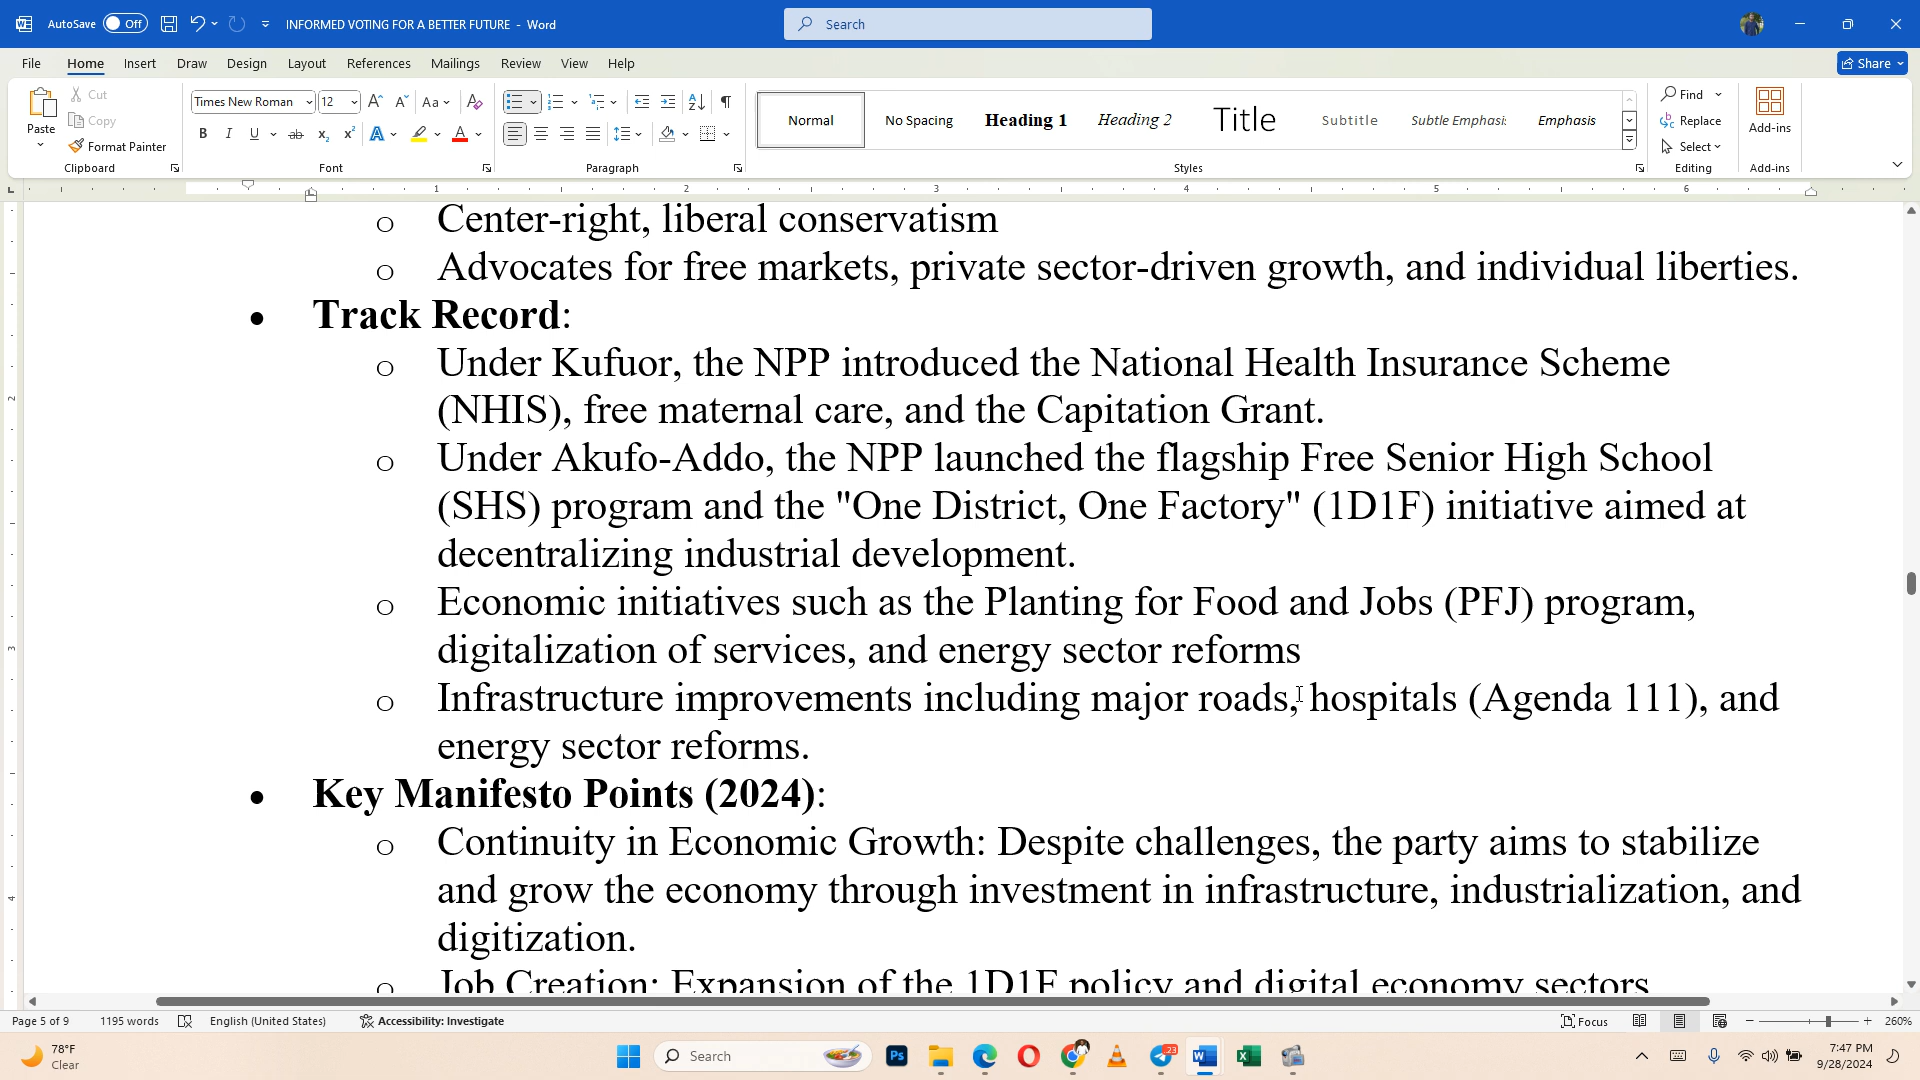 AutoSave Off INFORMED VOTING FOR A BETTER FUTURE - Word Search
File Home Insert Draw Design Layout References Mailings Review View Help Share
Paste Cut Copy Format Painter Clipboard
Times New Roman 12 Font
Paragraph
Normal No Spacing Heading 1 Heading 2 Title Subtitle Subtle Emphasis Emphasis Styles
Find Replace Select Editing
Add-ins Add-ins
1 2 3 4 5 6
o Center-right, liberal conservatism
o Advocates for free markets, private sector-driven growth, and individual liberties.
• Track Record:
o Under Kufuor, the NPP introduced the National Health Insurance Scheme
(NHIS), free maternal care, and the Capitation Grant.
o Under Akufo-Addo, the NPP launched the flagship Free Senior High School
(SHS) program and the "One District, One Factory" (1D1F) initiative aimed at
decentralizing industrial development.
o Economic initiatives such as the Planting for Food and Jobs (PFJ) program,
digitalization of services, and energy sector reforms
o Infrastructure improvements including major roads, hospitals (Agenda 111), and
energy sector reforms.
• Key Manifesto Points (2024):
o Continuity in Economic Growth: Despite challenges, the party aims to stabilize
and grow the economy through investment in infrastructure, industrialization, and
digitization.
o Job Creation: Expansion of the 1D1F policy and digital economy sectors
Page 5 of 9 1195 words English (United States) Accessibility: Investigate Focus 260%
78°F
Clear
Search
23
7:47 PM
9/28/2024